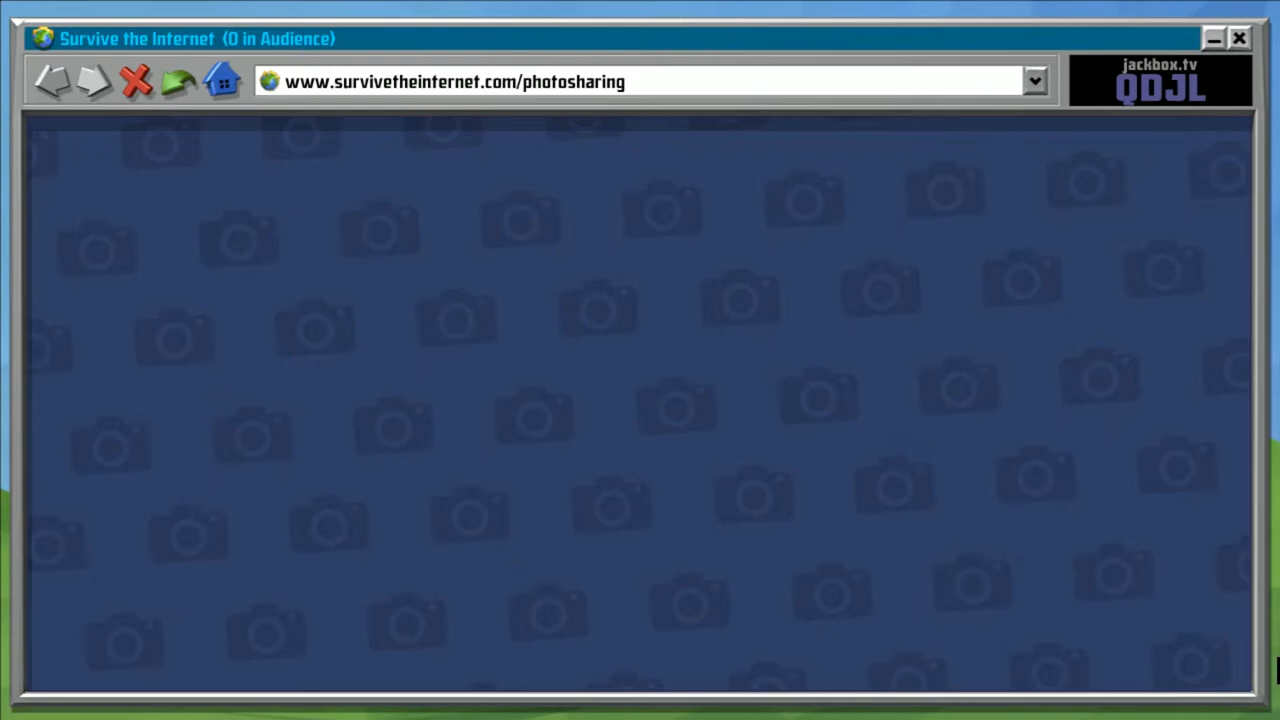 Survive the Internet (0 in Audience)
www.survivetheinternet.com/photosharing
jackbox.tv
QDJL